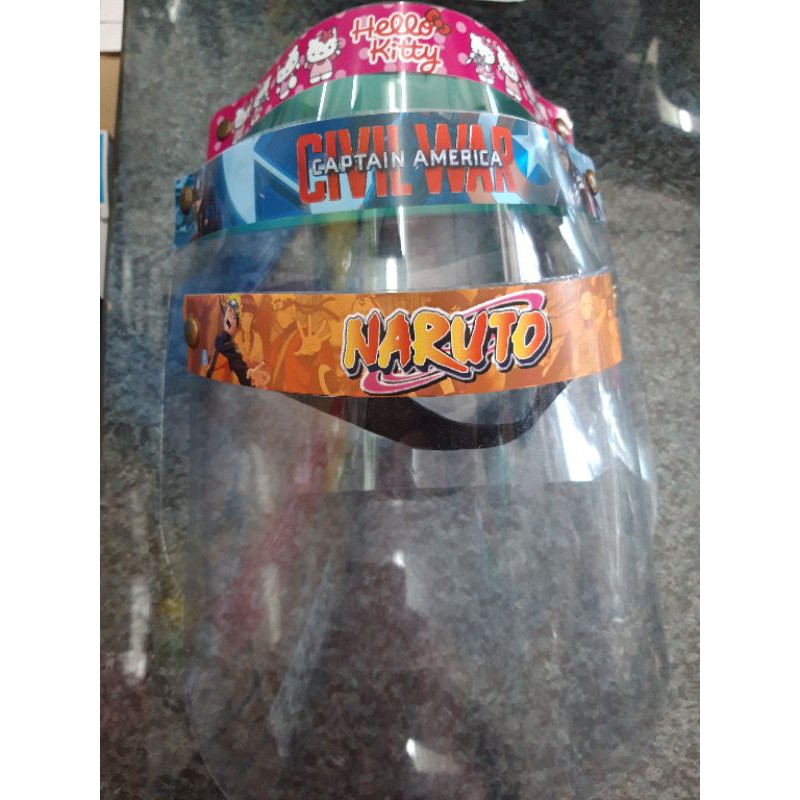 Hello
Kitty
CIVIL WAR
CAPTAIN AMERICA
NARUTO